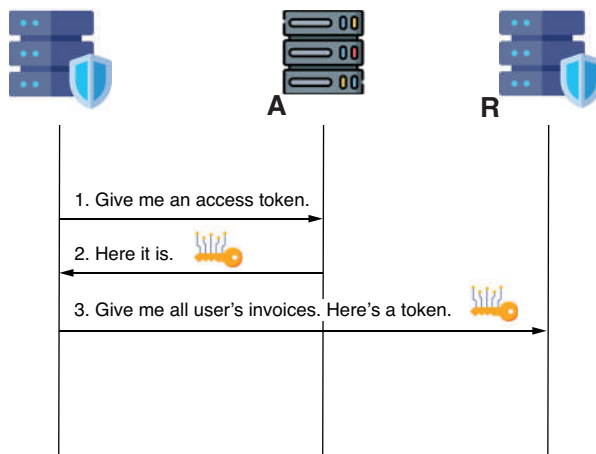 A
R
1. Give me an access token.
2. Here it is.
3. Give me all user's invoices. Here's a token.